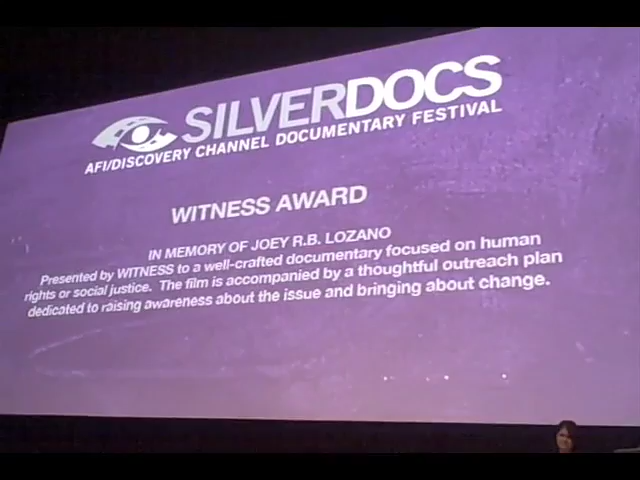 SILVERDOCS
AFI/DISCOVERY CHANNEL DOCUMENTARY FESTIVAL
WITNESS AWARD
IN MEMORY OF JOEY R.B. LOZANO
Presented by WITNESS to a well-crafted documentary focused on human
rights or social justice. The film is accompanied by a thoughtful outreach plan
dedicated to raising awareness about the issue and bringing about change.